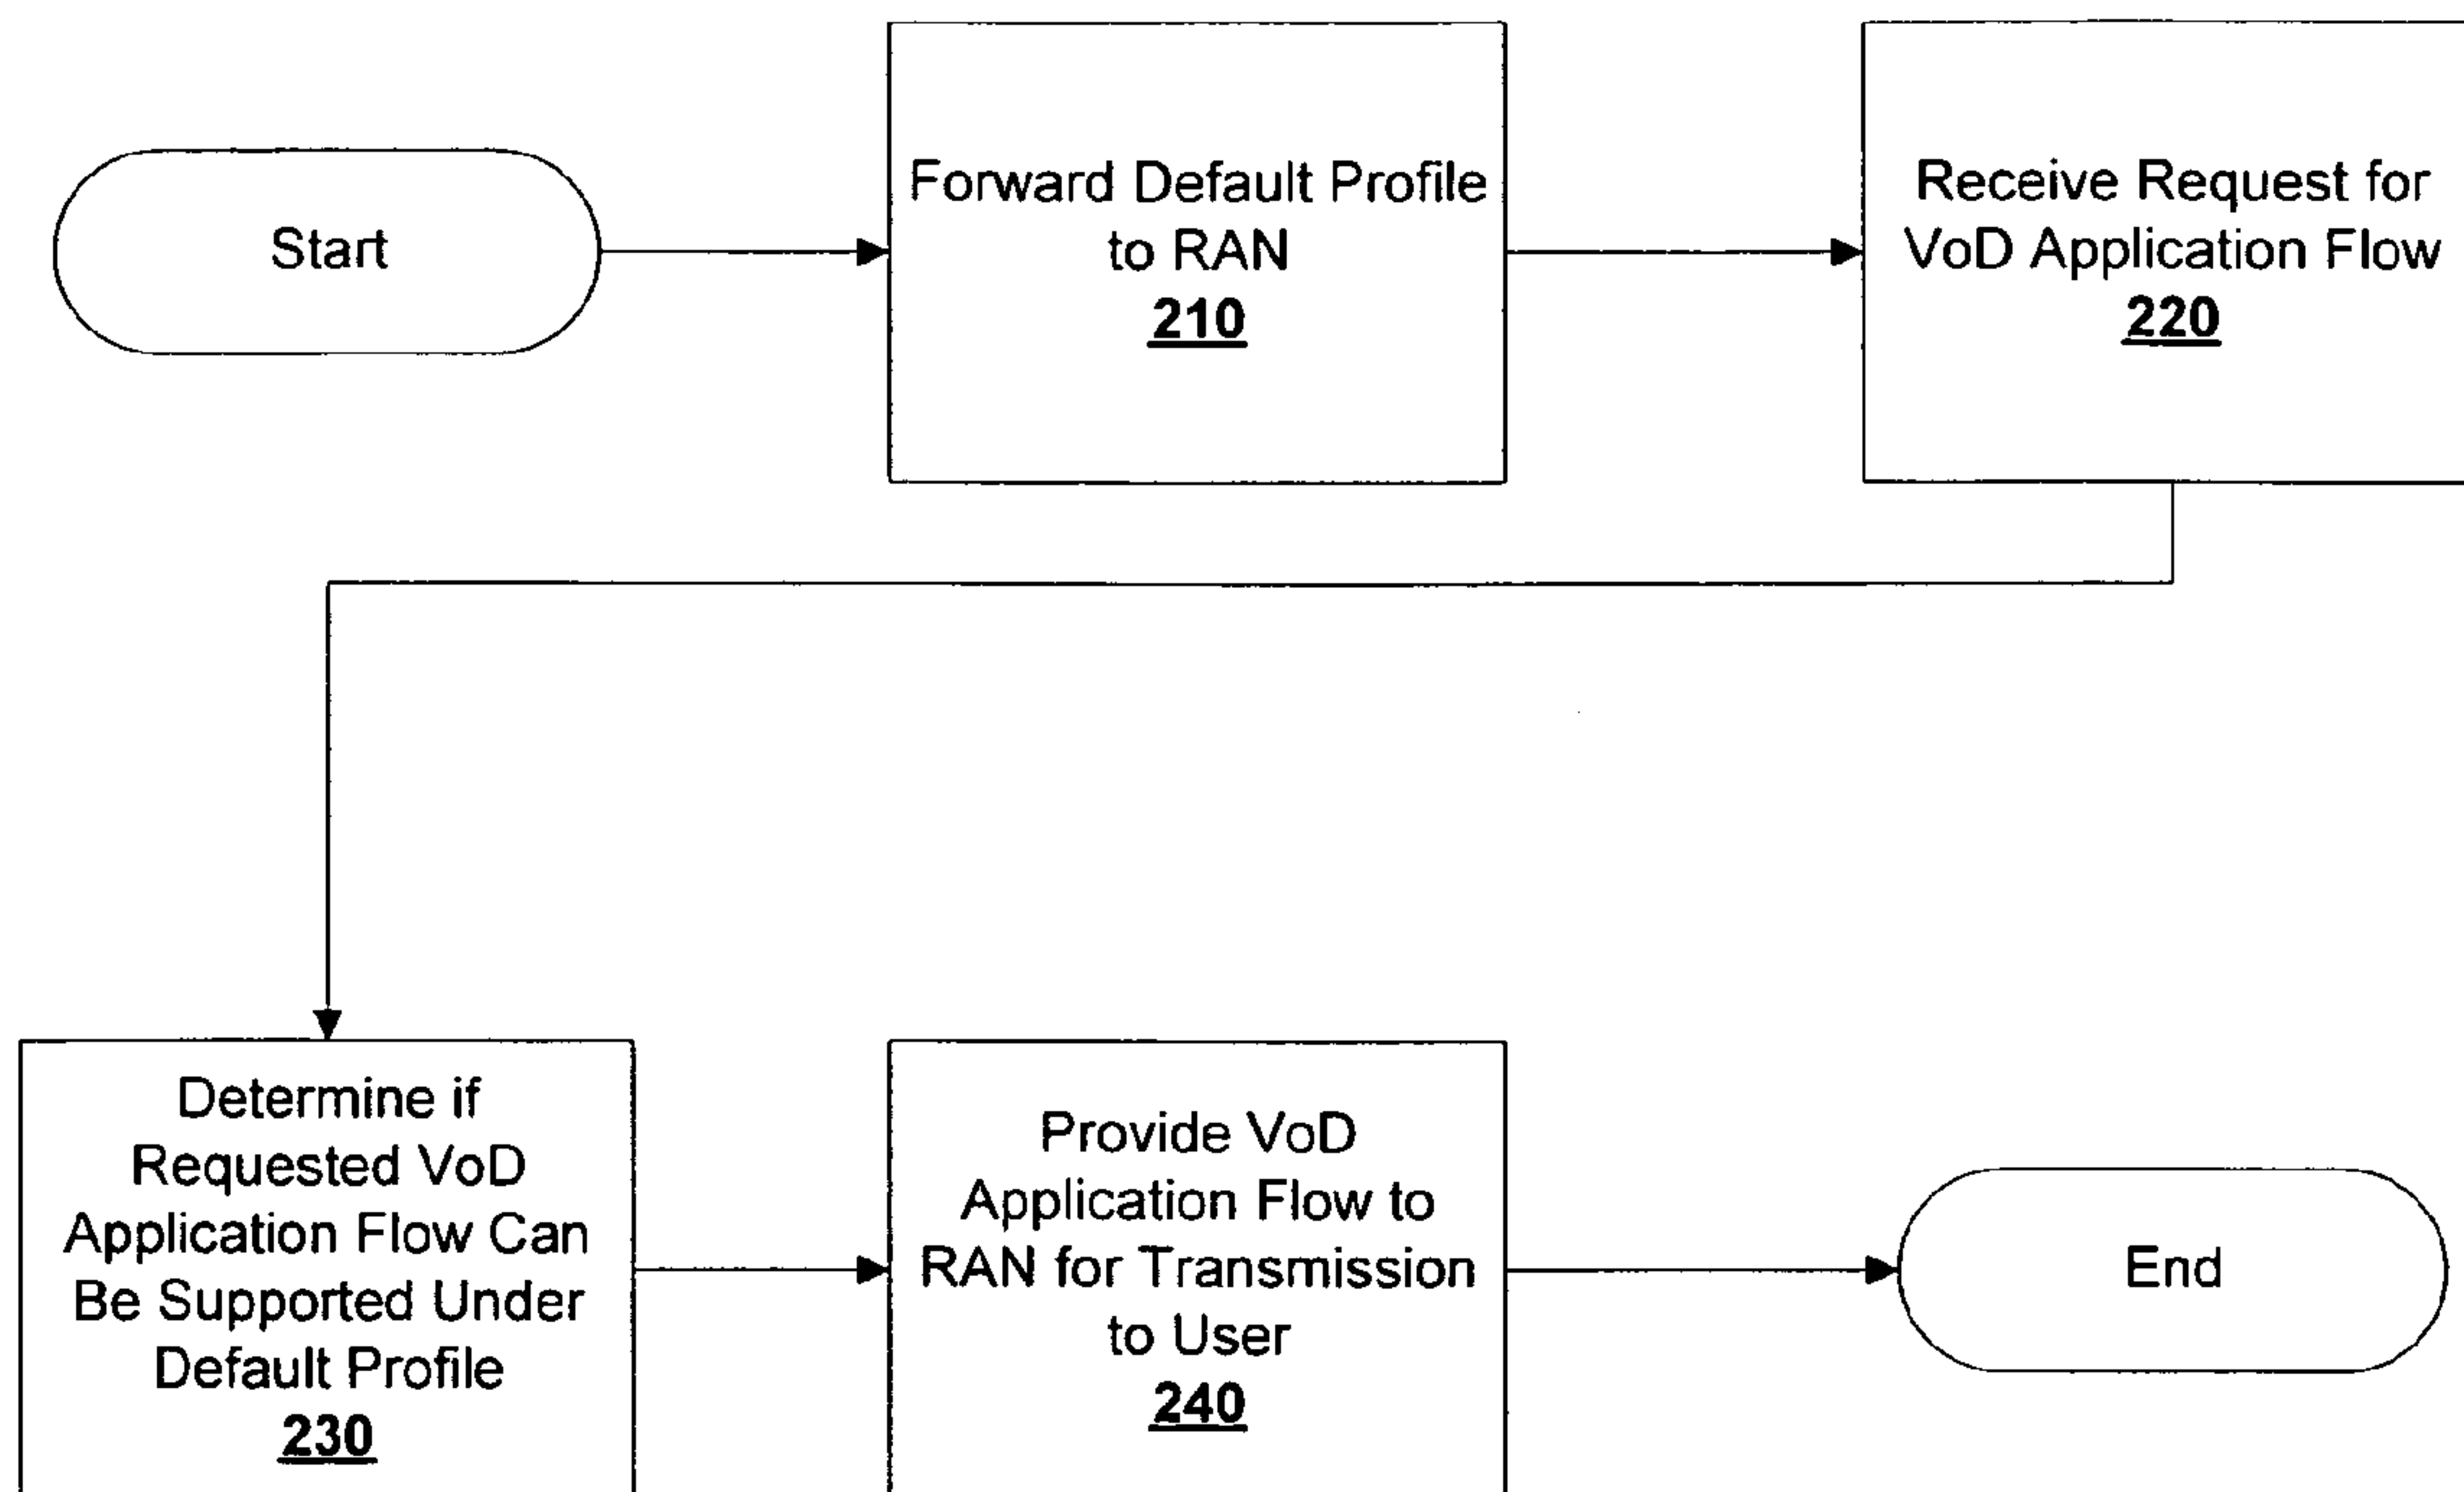 Start
Forward Default Profile
to RAN
210
Receive Request for
VoD Application Flow
220
Determine if
Requested VoD
Application Flow Can
Be Supported Under
Default Profile
230
Provide VoD
Application Flow to
RAN for Transmission
to User
240
End